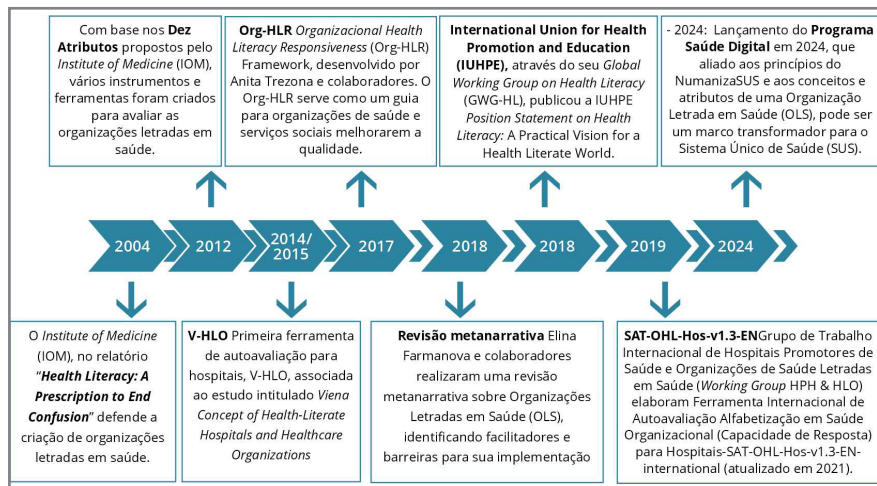 Com base nos Dez
Atributos propostos pelo
Institute of Medicine (IOM),
vários instrumentos e
ferramentas foram criados
para avaliar as
organizações letradas em
saúde.
Org-HLR Organizacional Health
Literacy Responsiveness (Org-HLR)
Framework, desenvolvido por
Anita Trezona e colaboradores. O
Org-HLR serve como um guia
para organizações de saúde e
serviços sociais melhorarem a
qualidade.
International Union for Health
Promotion and Education
(IUHPE), através do seu Global
Working Group on Health Literacy
(GWG-HL), publicou a IUHPE
Position Statement on Health
Literacy: A Practical Vision for a
Health Literate World.
- 2024: Lançamento do Programa
Saúde Digital em 2024, que
aliado aos princípios do
NumanizaSUS e aos conceitos e
atributos de uma Organização
Letrada em Saúde (OLS), pode ser
um marco transformador para o
Sistema Único de Saúde (SUS).
2004
2012
2014/
2015
2017
2018
2018
2019
2024
O Institute of Medicine
(IOM), no relatório
“Health Literacy: A
Prescription to End
Confusion” defende a
criação de organizações
letradas em saúde.
V-HLO Primeira ferramenta
de autoavaliação para
hospitais, V-HLO, associada
ao estudo intitulado Viena
Concept of Health-Literate
Hospitals and Healthcare
Organizations
Revisão metanarrativa Elina
Farmanova e colaboradores
realizaram uma revisão
metanarrativa sobre Organizações
Letradas em Saúde (OLS),
identificando facilitadores e
barreiras para sua implementação
SAT-OHL-Hos-v1.3-ENGrupo de Trabalho
Internacional de Hospitais Promotores de
Saúde e Organizações de Saúde Letradas
em Saúde (Working Group HPH & HLO)
elaboram Ferramenta Internacional de
Autoavaliação Alfabetização em Saúde
Organizacional (Capacidade de Resposta)
para Hospitais-SAT-OHL-Hos-v1.3-EN-
international (atualizado em 2021).